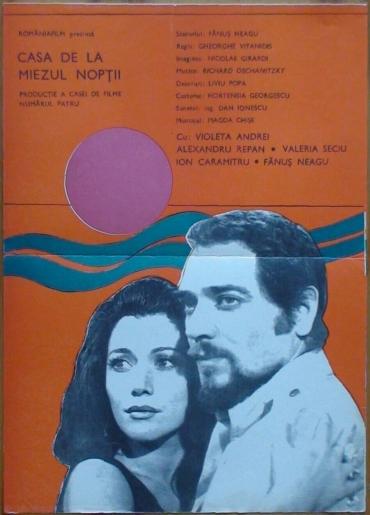 ROMÂNIAFILM prezintă
CASA DE LA
MIEZUL NOPȚII
PRODUCȚIE A CASEI DE FILME
NUMĂRUL PATRU
Scenariul: FĂNUȘ NEAGU
Regia: GHEORGHE VITANIDIS
Imaginea: NICOLAE GIRARDI
Muzica: RICHARD OSCHANITZKY
Decoruri: LIVIU POPA
Costume: HORTENSIA GEORGESCU
Sunetul: ing. DAN IONESCU
Montajul: MAGDA CHIȘE
Cu: VIOLETA ANDREI
ALEXANDRU REPAN • VALERIA SECIU
ION CARAMITRU • FĂNUȘ NEAGU